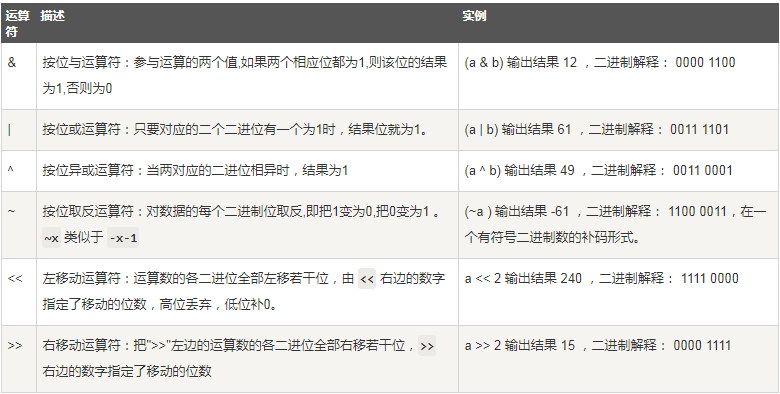 运算符 描述 实例
& 按位与运算符：参与运算的两个值,如果两个相应位都为1,则该位的结果为1,否则为0 (a & b) 输出结果 12 ，二进制解释： 0000 1100
| 按位或运算符：只要对应的二个二进位有一个为1时，结果位就为1。 (a | b) 输出结果 61 ，二进制解释： 0011 1101
^ 按位异或运算符：当两对应的二进位相异时，结果为1 (a ^ b) 输出结果 49 ，二进制解释： 0011 0001
~ 按位取反运算符：对数据的每个二进制位取反,即把1变为0,把0变为1 。~x 类似于 -x-1 (~a ) 输出结果 -61 ，二进制解释： 1100 0011，在一个有符号二进制数的补码形式。
<< 左移动运算符：运算数的各二进位全部左移若干位，由 << 右边的数字指定了移动的位数，高位丢弃，低位补0。 a << 2 输出结果 240 ，二进制解释： 1111 0000
>> 右移动运算符：把">>"左边的运算数的各二进位全部右移若干位，>> 右边的数字指定了移动的位数 a >> 2 输出结果 15 ，二进制解释： 0000 1111